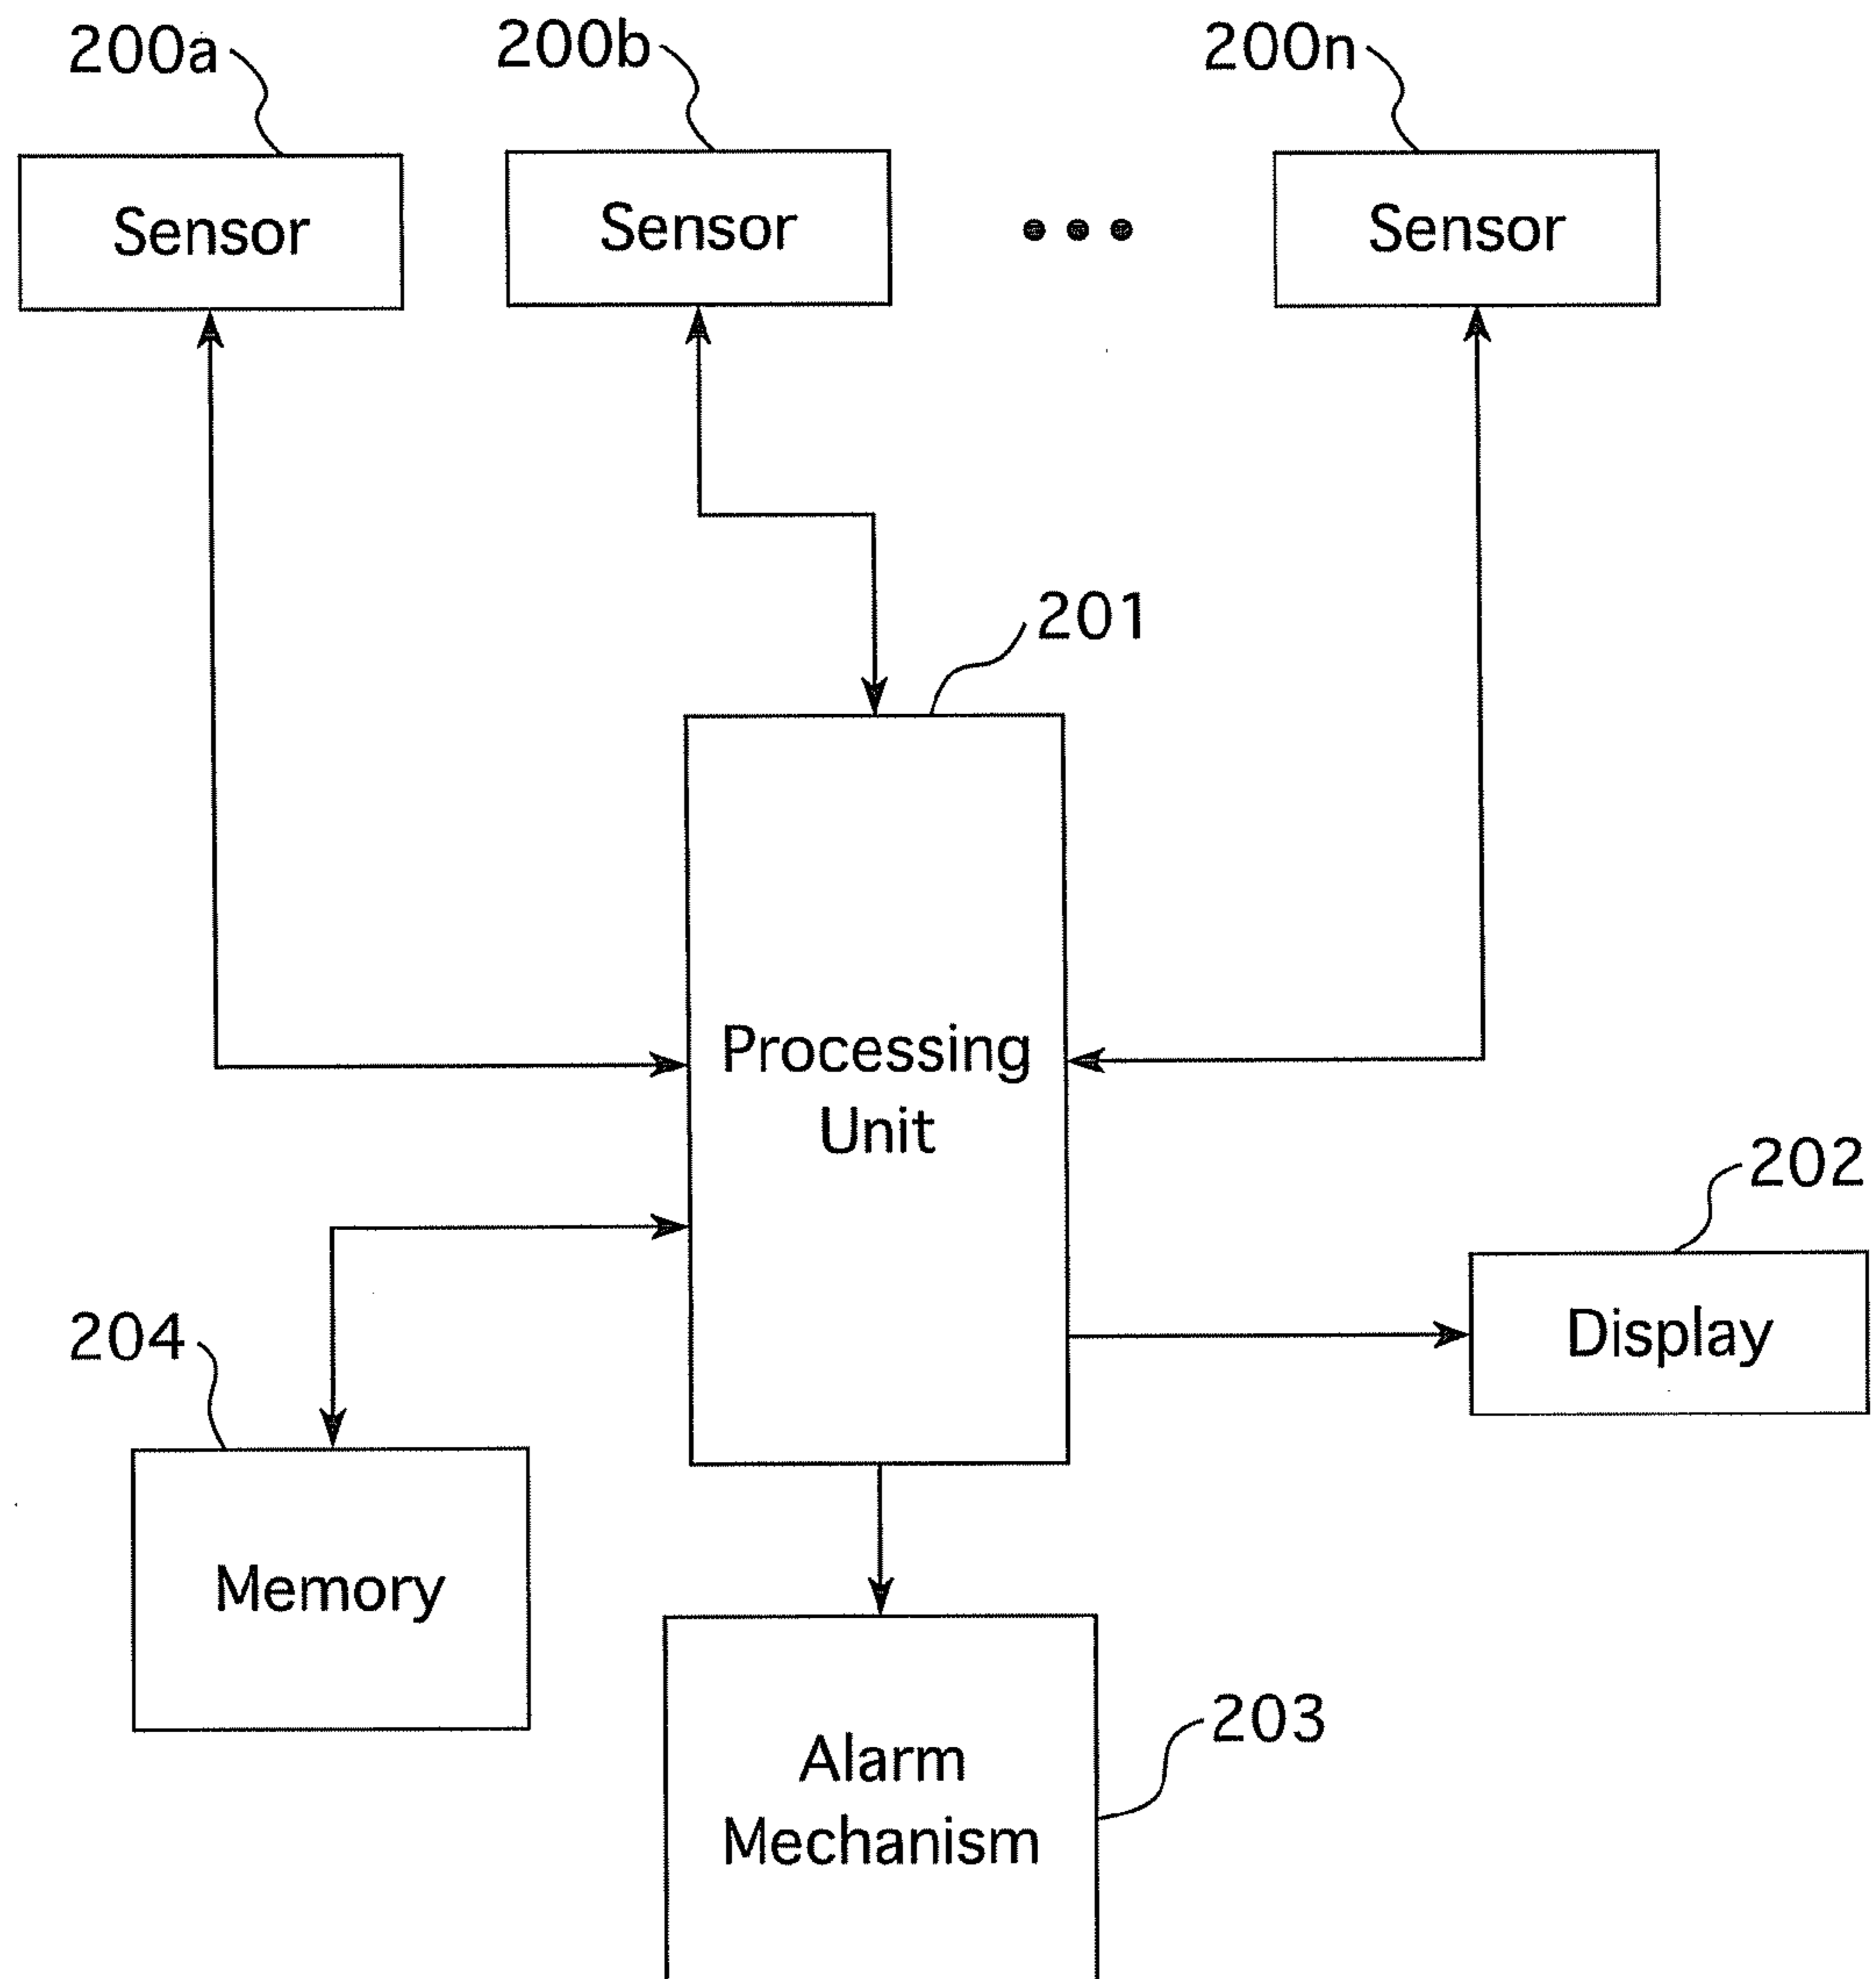 200a
200b
200n
Sensor
Sensor
Sensor
201
Processing
Unit
202
Display
204
Memory
Alarm
Mechanism
203